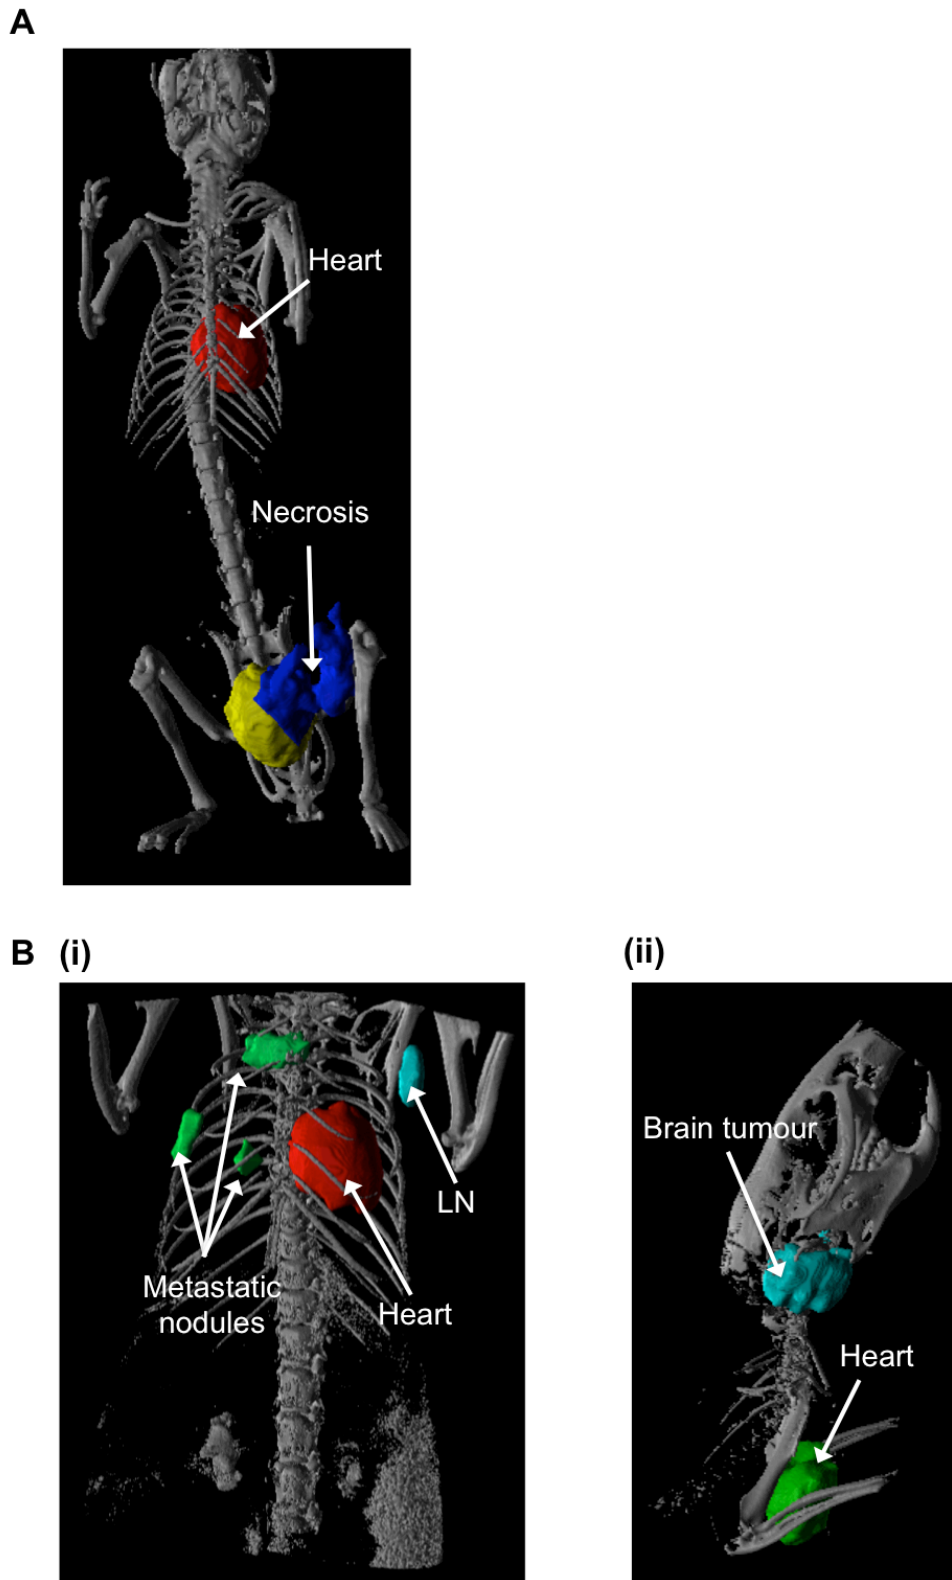 A
Heart
Necrosis
B (i)
(ii)
Metastatic
nodules
Heart
LN
Brain tumour
Heart